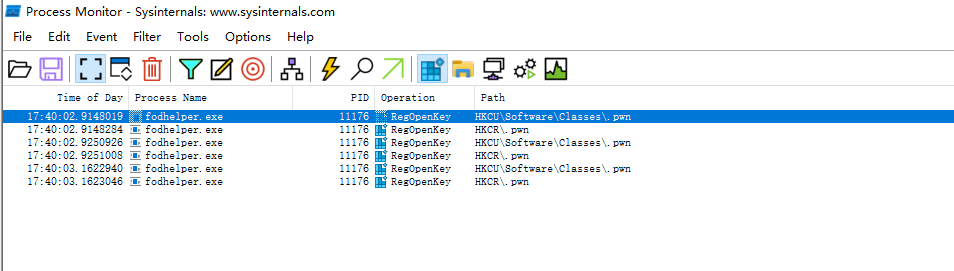 Process Monitor - Sysinternals: www.sysinternals.com
File Edit Event Filter Tools Options Help
Time of Day Process Name PID Operation Path
17:40:02.9148019 fodhelper.exe 11176 RegOpenKey HKCU\Software\Classes\.pwn
17:40:02.9148284 fodhelper.exe 11176 RegOpenKey HKCR\.pwn
17:40:02.9250926 fodhelper.exe 11176 RegOpenKey HKCU\Software\Classes\.pwn
17:40:02.9251008 fodhelper.exe 11176 RegOpenKey HKCR\.pwn
17:40:03.1622940 fodhelper.exe 11176 RegOpenKey HKCU\Software\Classes\.pwn
17:40:03.1623046 fodhelper.exe 11176 RegOpenKey HKCR\.pwn